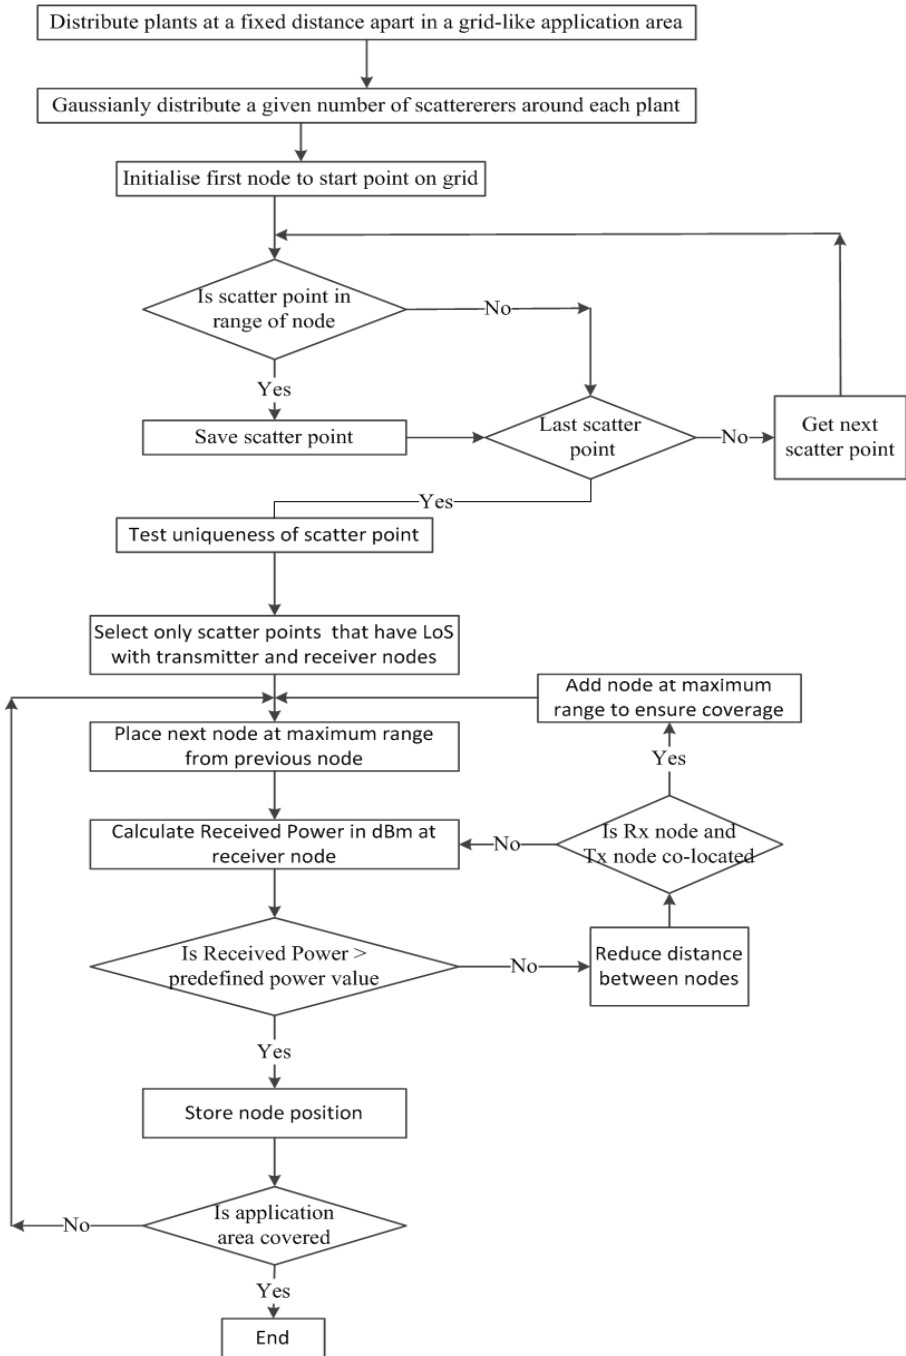 Distribute plants at a fixed distance apart in a grid-like application area
Gaussianly distribute a given number of scattererers around each plant
Initialise first node to start point on grid
Is scatter point in
range of node
No
Yes
Save scatter point
Last scatter
point
No
Get next
scatter point
Yes
Test uniqueness of scatter point
Select only scatter points that have LoS
with transmitter and receiver nodes
Add node at maximum
range to ensure coverage
Place next node at maximum range
from previous node
Yes
Calculate Received Power in dBm at
receiver node
No
Is Rx node and
Tx node co-located
Is Received Power >
predefined power value
No
Reduce distance
between nodes
Yes
Store node position
Is application
area covered
No
Yes
End